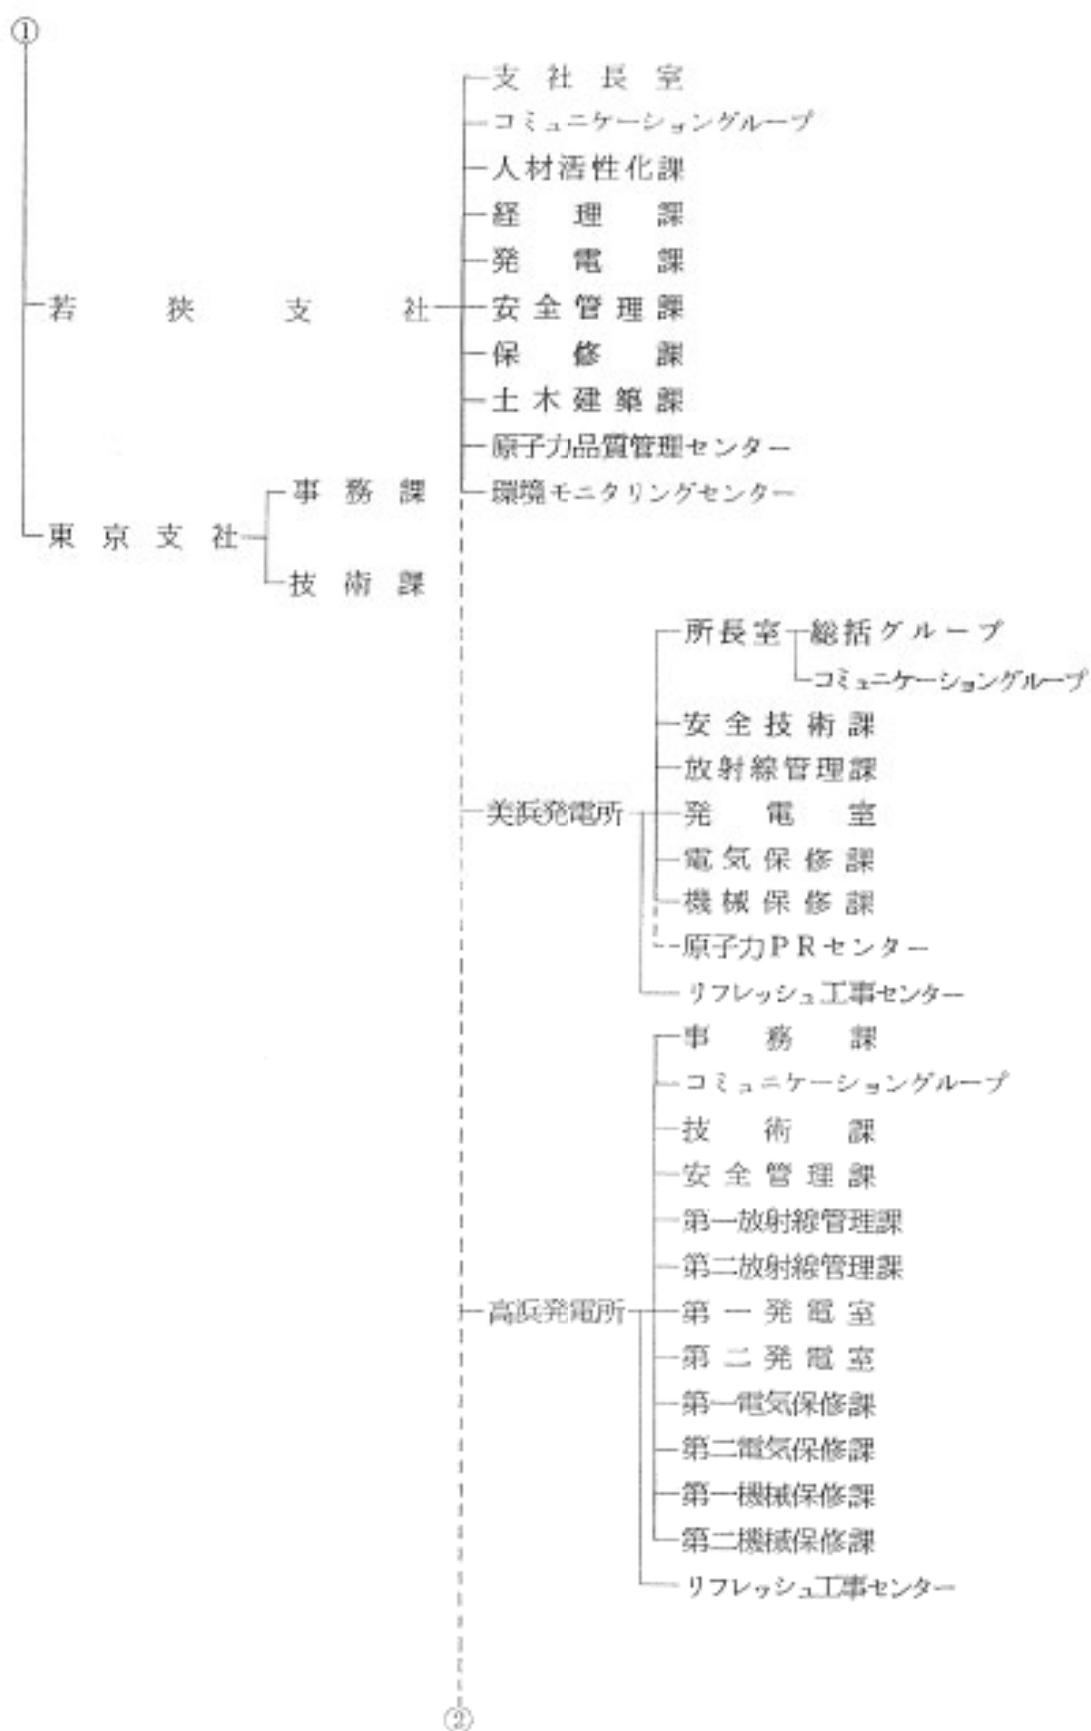 ①
支社長室
コミュニケーショングループ
人材活性化課
経理課
発電課
若狭支社
安全管理課
保修課
土木建築課
原子力品質管理センター
環境モニタリングセンター
東京支社
事務課
技術課
美浜発電所
所長室
総括グループ
コミュニケーショングループ
安全技術課
放射線管理課
発電室
電気保修課
機械保修課
原子力PRセンター
リフレッシュ工事センター
高浜発電所
事務課
コミュニケーショングループ
技術課
安全管理課
第一放射線管理課
第二放射線管理課
第一発電室
第二発電室
第一電気保修課
第二電気保修課
第一機械保修課
第二機械保修課
リフレッシュ工事センター
②